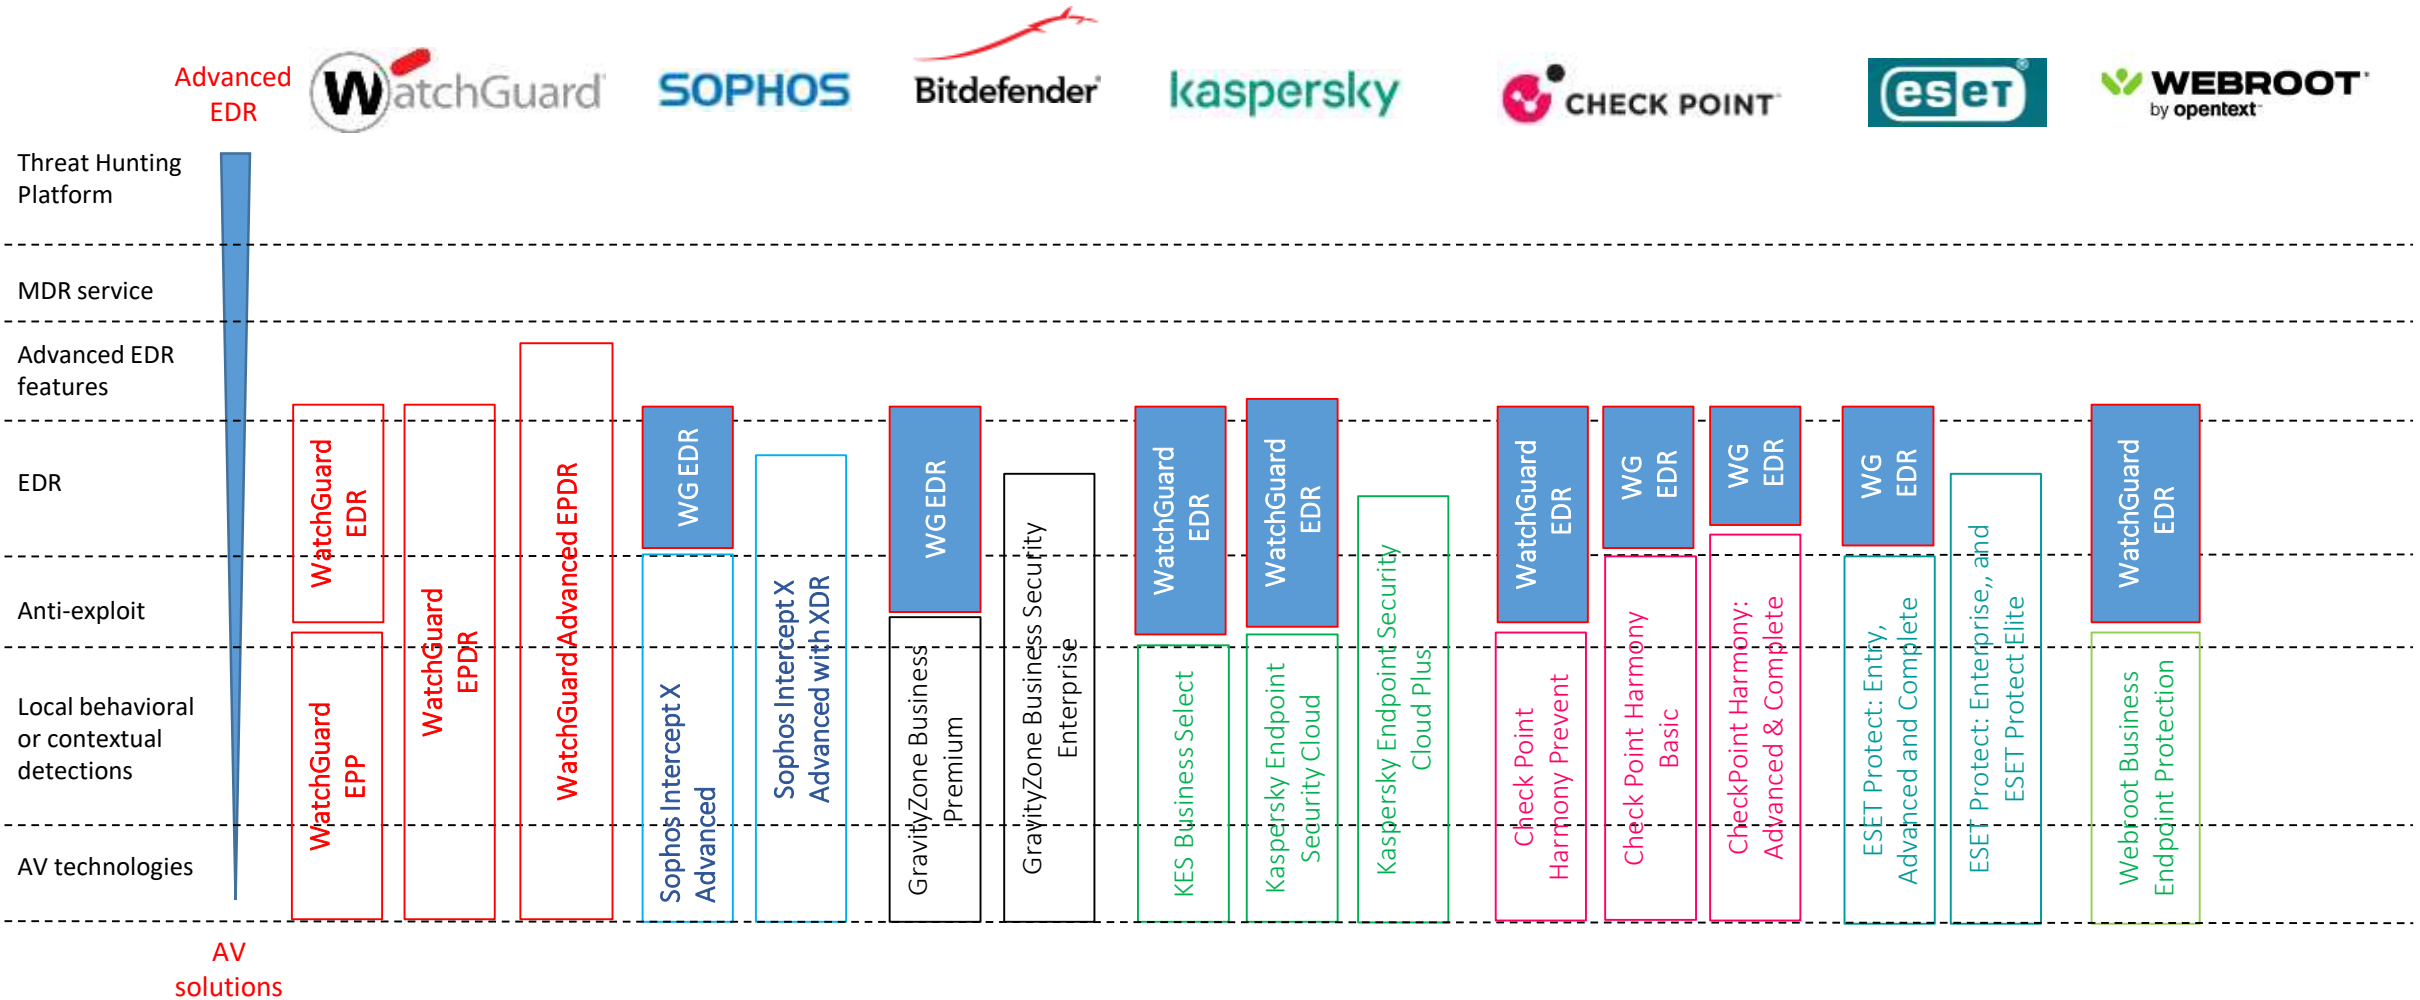 Advanced
EDR
WatchGuard
SOPHOS
Bitdefender
kaspersky
CHECK POINT
eset
WEBROOT
by opentext
Threat Hunting
Platform
MDR service
Advanced EDR
features
EDR
Anti-exploit
Local behavioral
or contextual
detections
AV technologies
AV
solutions
WatchGuard
EDR
WatchGuard
EPP
WatchGuard
EPDR
WatchGuard Advanced EPDR
WG EDR
Sophos Intercept X
Advanced
Sophos Intercept X
Advanced with XDR
WG EDR
GravityZone Business
Premium
GravityZone Business Security
Enterprise
WatchGuard
EDR
KES Business Select
WatchGuard
EDR
Kaspersky Endpoint
Security Cloud
Kaspersky Endpoint Security
Cloud Plus
WatchGuard
EDR
Check Point
Harmony Prevent
WG
EDR
Check Point Harmony
Basic
WG
EDR
CheckPoint Harmony:
Advanced & Complete
WG
EDR
ESET Protect: Entry,
Advanced and Complete
ESET Protect: Enterprise,, and
ESET Protect Elite
WatchGuard
EDR
Webroot Business
Endpoint Protection